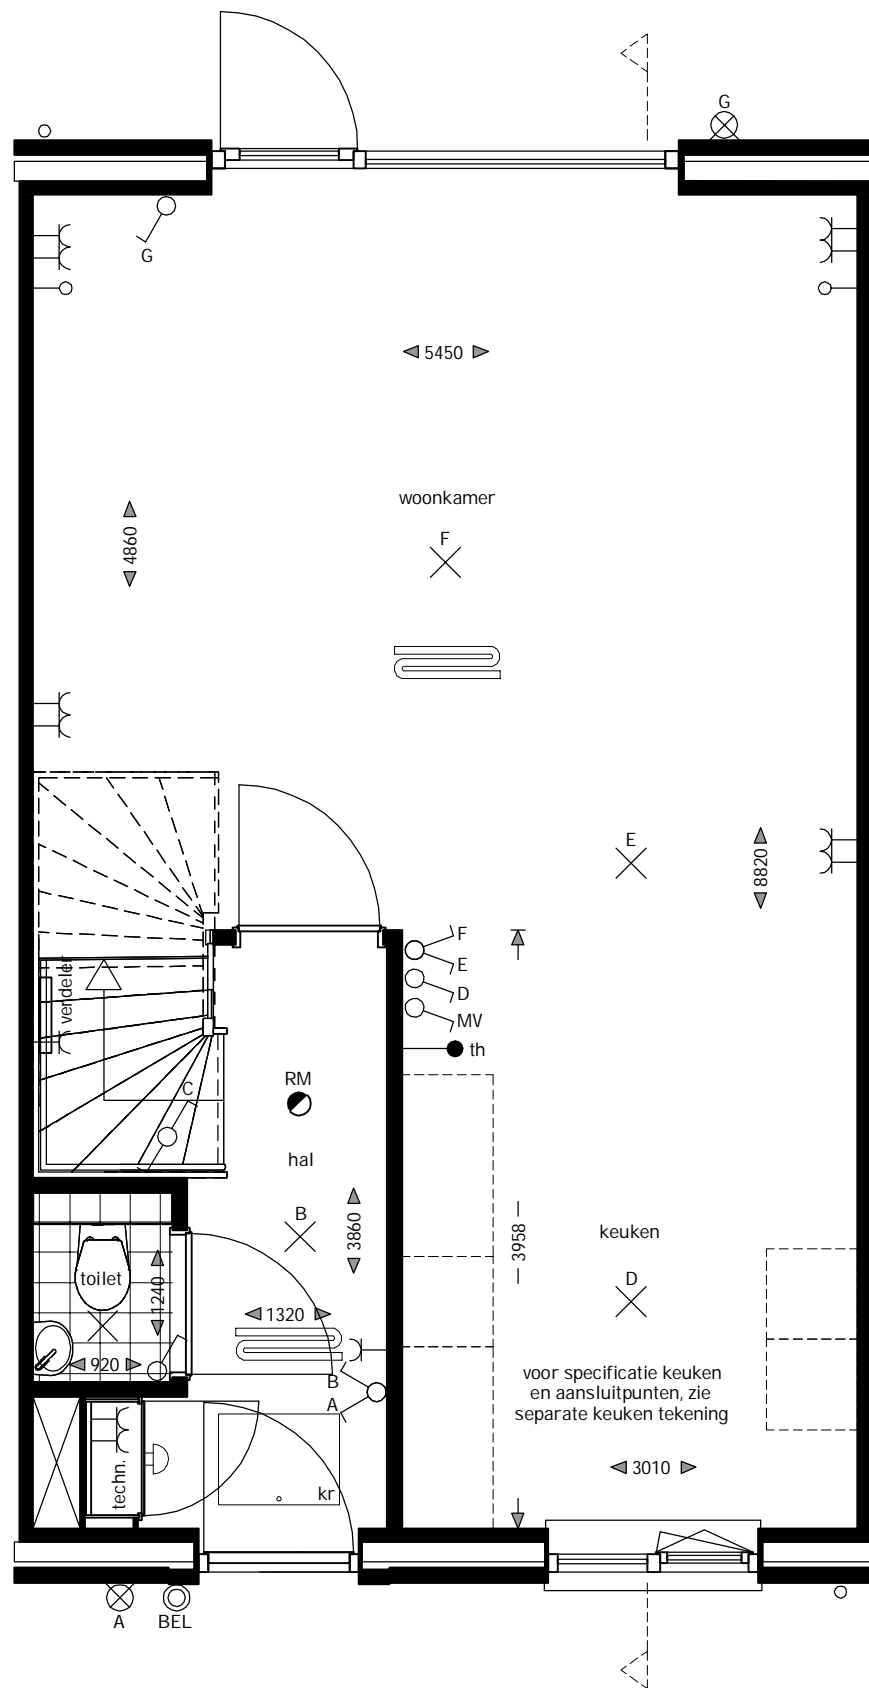 G
G
5450
woonkamer
4860
F
E
8820
F
E
D
MV
th
vendeler
C
RM
hal
B
3860
3958
keuken
D
toilet
1240
1320
920
B
A
voor specificatie keuken
en aansluitpunten, zie
separate keuken tekening
3010
techn.
kr
A
BEL